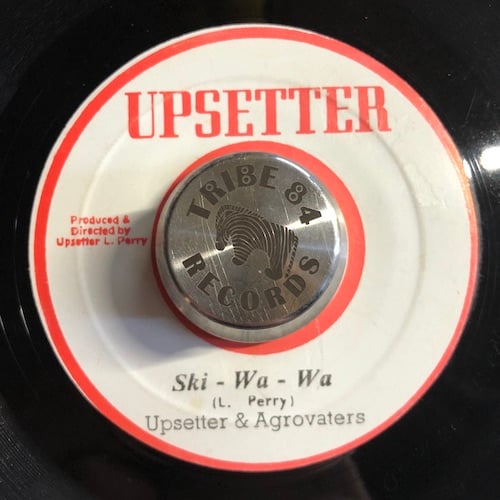 UPSETTER
Produced &
Directed by
Upsetter L. Perry
TRIBE 84
RECORDS
Ski - Wa - Wa
(L. Perry)
Upsetter & Agrovaters